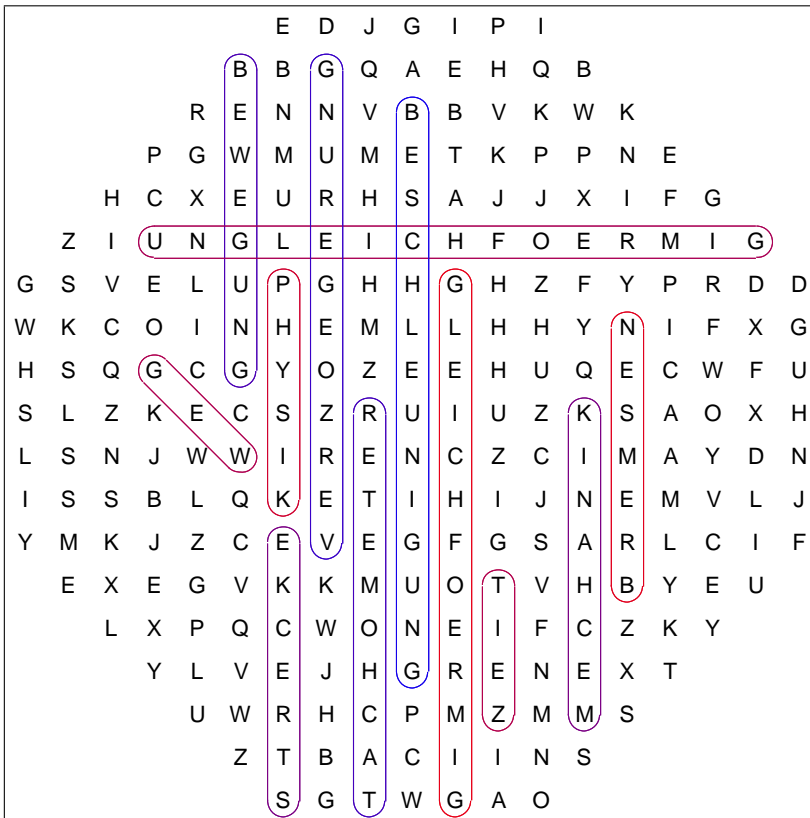 E D J G I P I
B B G Q A E H Q B
R E N N V B B V K W K
P G W M U M E T K P P N E
H C X E U R H S A J J X I F G
Z I U N G L E I C H F O E R M I G
G S V E L U P G H H G H Z F Y P R D D
W K C O I N H E M L L H H Y N I F X G
H S Q G C G Y O Z E E H U Q E C W F U
S L Z K E C S Z R U I U Z K S A O X H
L S N J W W I R E N C Z C I M A Y D N
I S S B L Q K E T I H I J N E M V L J
Y M K J Z C E V E G F G S A R L C I F
E X E G V K K M U O T V H B Y E U
L X P Q C W O N E I F C Z K Y
Y L V E J H G R E N E X T
U W R H C P M Z M M S
Z T B A C I I N S
S G T W G A O